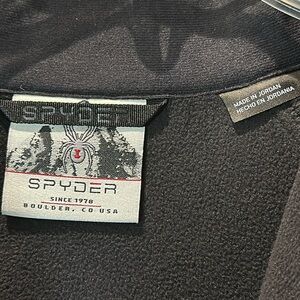 SPYDER
SPYDER
SINCE 1978
BOULDER, CO USA
MADE IN JORDAN
HECHO EN JORDANIA